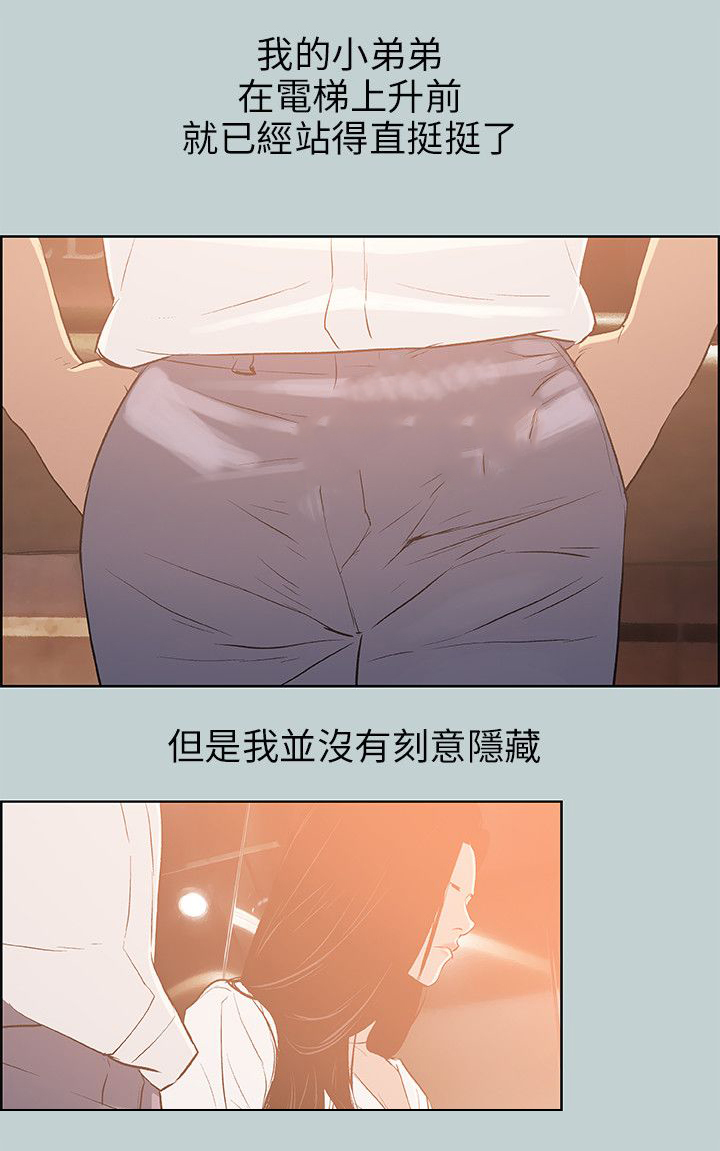 我的小弟弟
在電梯上升前
就已經站得直挺挺了
但是我並沒有刻意隱藏